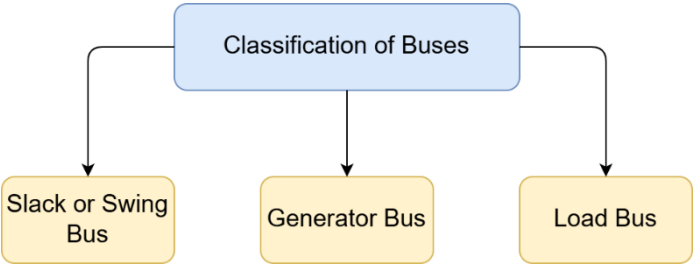 Classification of Buses
Slack or Swing
Bus
Generator Bus
Load Bus